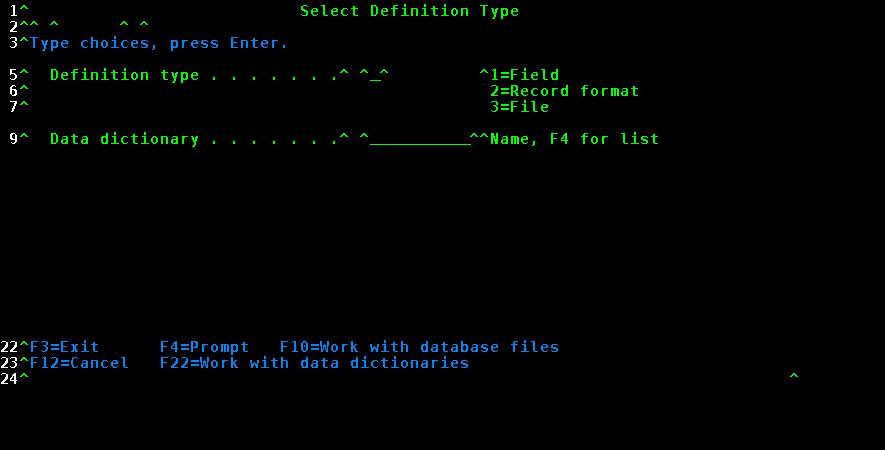 1^ Select Definition Type
2^^ ^ ^ ^
3^Type choices, press Enter.
5^ Definition type . . . . . . .^ ^_^ ^1=Field
6^ 2=Record format
7^ 3=File
9^ Data dictionary . . . . . . .^ ^__________^^Name, F4 for list
22^F3=Exit F4=Prompt F10=Work with database files
23^F12=Cancel F22=Work with data dictionaries
24^ ^